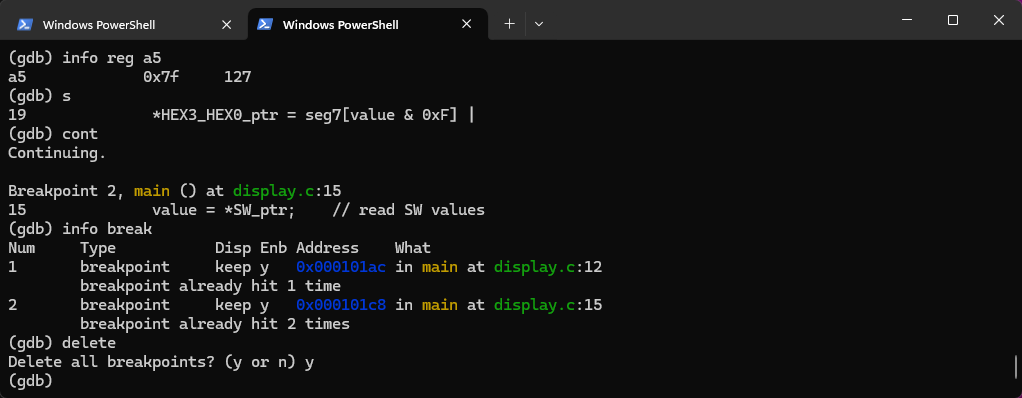 Windows PowerShell
Windows PowerShell
(gdb) info reg a5
a5             0x7f     127
(gdb) s
19              *HEX3_HEX0_ptr = seg7[value & 0xF] |
(gdb) cont
Continuing.

Breakpoint 2, main () at display.c:15
15              value = *SW_ptr;    // read SW values
(gdb) info break
Num     Type           Disp Enb Address    What
1       breakpoint     keep y   0x000101ac in main at display.c:12
        breakpoint already hit 1 time
2       breakpoint     keep y   0x000101c8 in main at display.c:15
        breakpoint already hit 2 times
(gdb) delete
Delete all breakpoints? (y or n) y
(gdb)